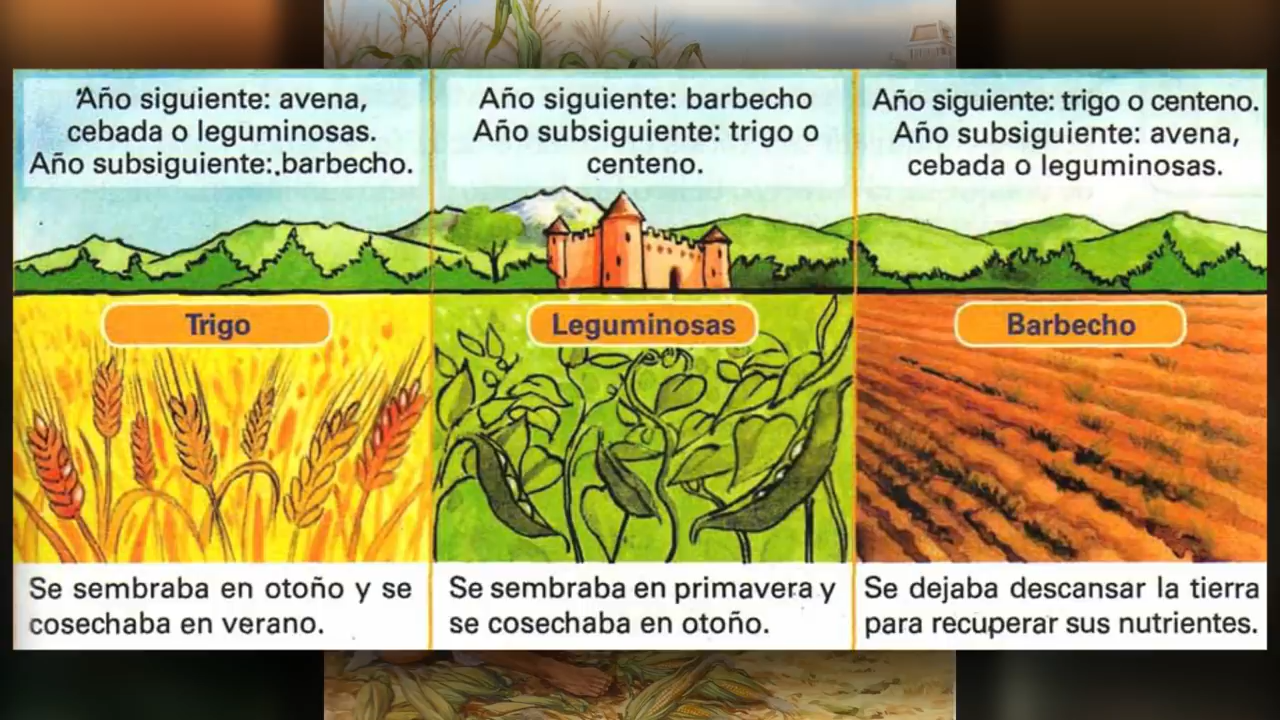 Año siguiente: avena,
cebada o leguminosas.
Año subsiguiente: barbecho.
Año siguiente: barbecho
Año subsiguiente: trigo o
centeno.
Año siguiente: trigo o centeno.
Año subsiguiente: avena,
cebada o leguminosas.
Trigo
Leguminosas
Barbecho
Se sembraba en otoño y se
cosechaba en verano.
Se sembraba en primavera y
se cosechaba en otoño.
Se dejaba descansar la tierra
para recuperar sus nutrientes.